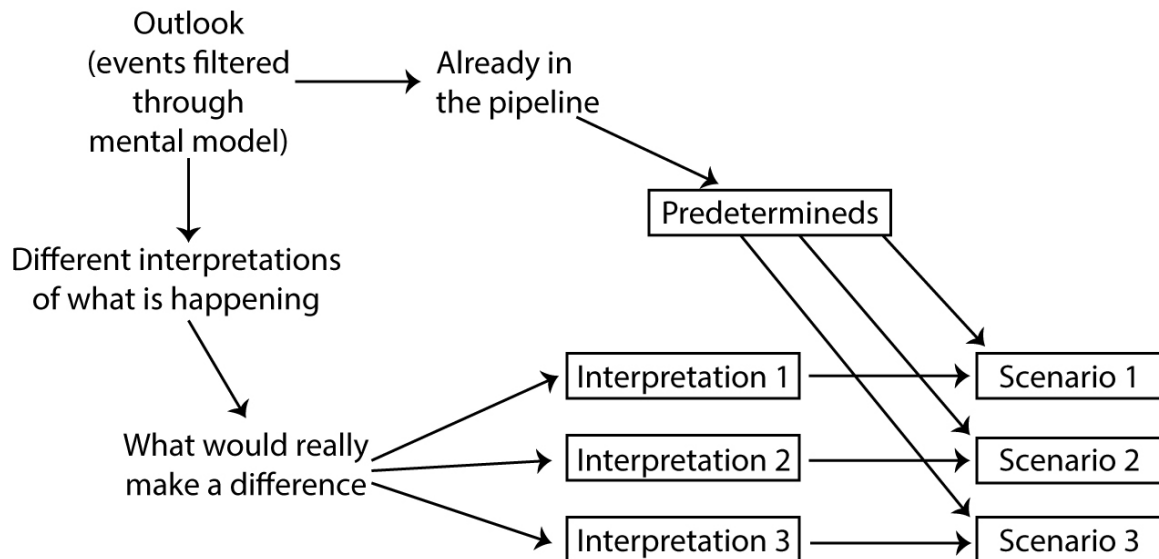 Outlook
(events filtered
through
mental model)
Already in
the pipeline
Predetermineds
Different interpretations
of what is happening
What would really
make a difference
Interpretation 1
Scenario 1
Interpretation 2
Scenario 2
Interpretation 3
Scenario 3